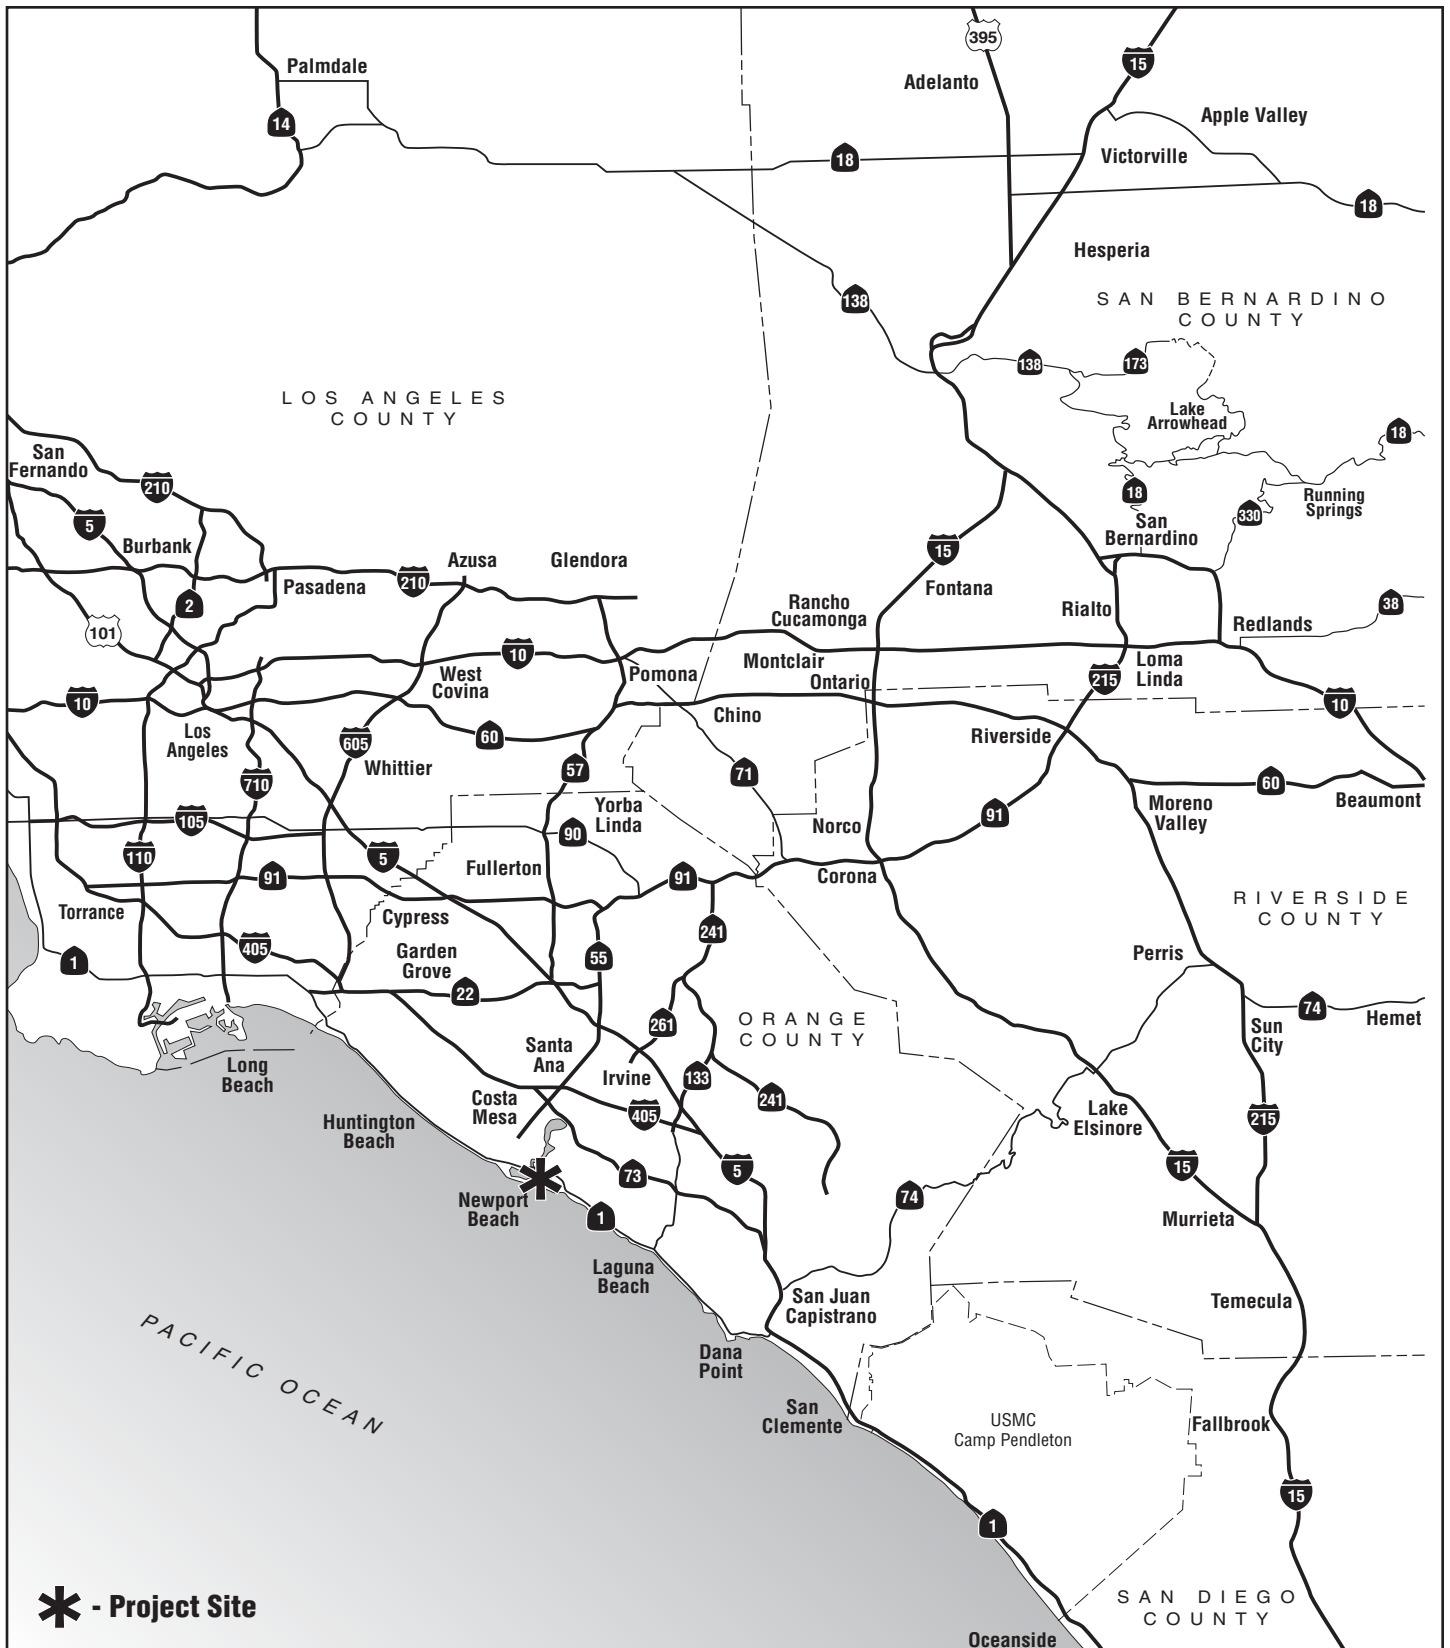 395
15
Palmdale
Adelanto
14
Apple Valley
18
Victorville
18
Hesperia
138
SAN BERNARDINO
COUNTY
138
173
LOS ANGELES
COUNTY
Lake
Arrowhead
18
San
Fernando
210
18
Running
Springs
5
330
San
Bernardino
Burbank
15
Azusa
Glendora
210
Pasadena
Fontana
2
Rancho
Cucamonga
Rialto
38
101
Redlands
10
West
Covina
Pomona
Montclair
Ontario
Loma
Linda
215
10
10
Los
Angeles
60
Chino
Riverside
605
Whittier
57
71
710
60
Beaumont
Moreno
Valley
105
Yorba
Linda
90
Norco
91
110
5
Fullerton
91
91
Corona
Torrance
Cypress
RIVERSIDE
COUNTY
241
405
Garden
Grove
55
Perris
1
22
74
Hemet
261
ORANGE
COUNTY
Sun
City
Long
Beach
Santa
Ana
Irvine
133
241
Costa
Mesa
405
Lake
Elsinore
215
Huntington
Beach
73
5
15
Newport
Beach
74
1
Murrieta
Laguna
Beach
San Juan
Capistrano
Temecula
PACIFIC OCEAN
Dana
Point
San
Clemente
USMC
Camp Pendleton
Fallbrook
15
1
- Project Site
SAN DIEGO
COUNTY
Oceanside